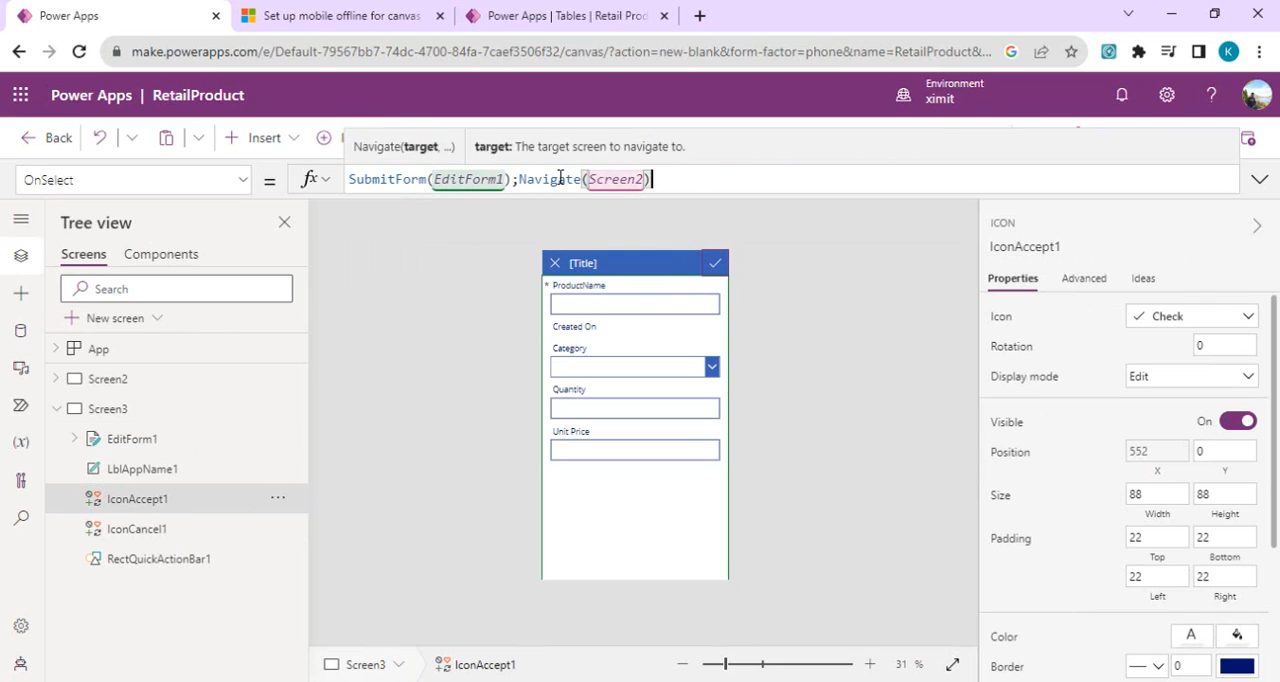 Power Apps
Set up mobile offline for canvas
Power Apps | Tables | Retail Prod
make.powerapps.com/e/Default-79567bb7-74dc-4700-84fa-7caef3506f32/canvas/?action=new-blank&form-factor=phone&name=RetailProduct&...
K
Power Apps | RetailProduct
Environment
ximit
Back
Insert
Navigate(target, ...)
target: The target screen to navigate to.
OnSelect
= fx
SubmitForm(EditForm1);Navigate(Screen2)
Tree view
Screens
Components
Search
New screen
App
Screen2
Screen3
EditForm1
LblAppName1
IconAccept1
IconCancel1
RectQuickActionBar1
[Title]
* ProductName
Created On
Category
Quantity
Unit Price
ICON
IconAccept1
Properties
Advanced
Ideas
Icon
Check
Rotation
0
Display mode
Edit
Visible
On
Position
552
0
X
Y
Size
88
88
Width
Height
Padding
22
22
Top
Bottom
22
22
Left
Right
Color
A
Border
0
Screen3
IconAccept1
31 %